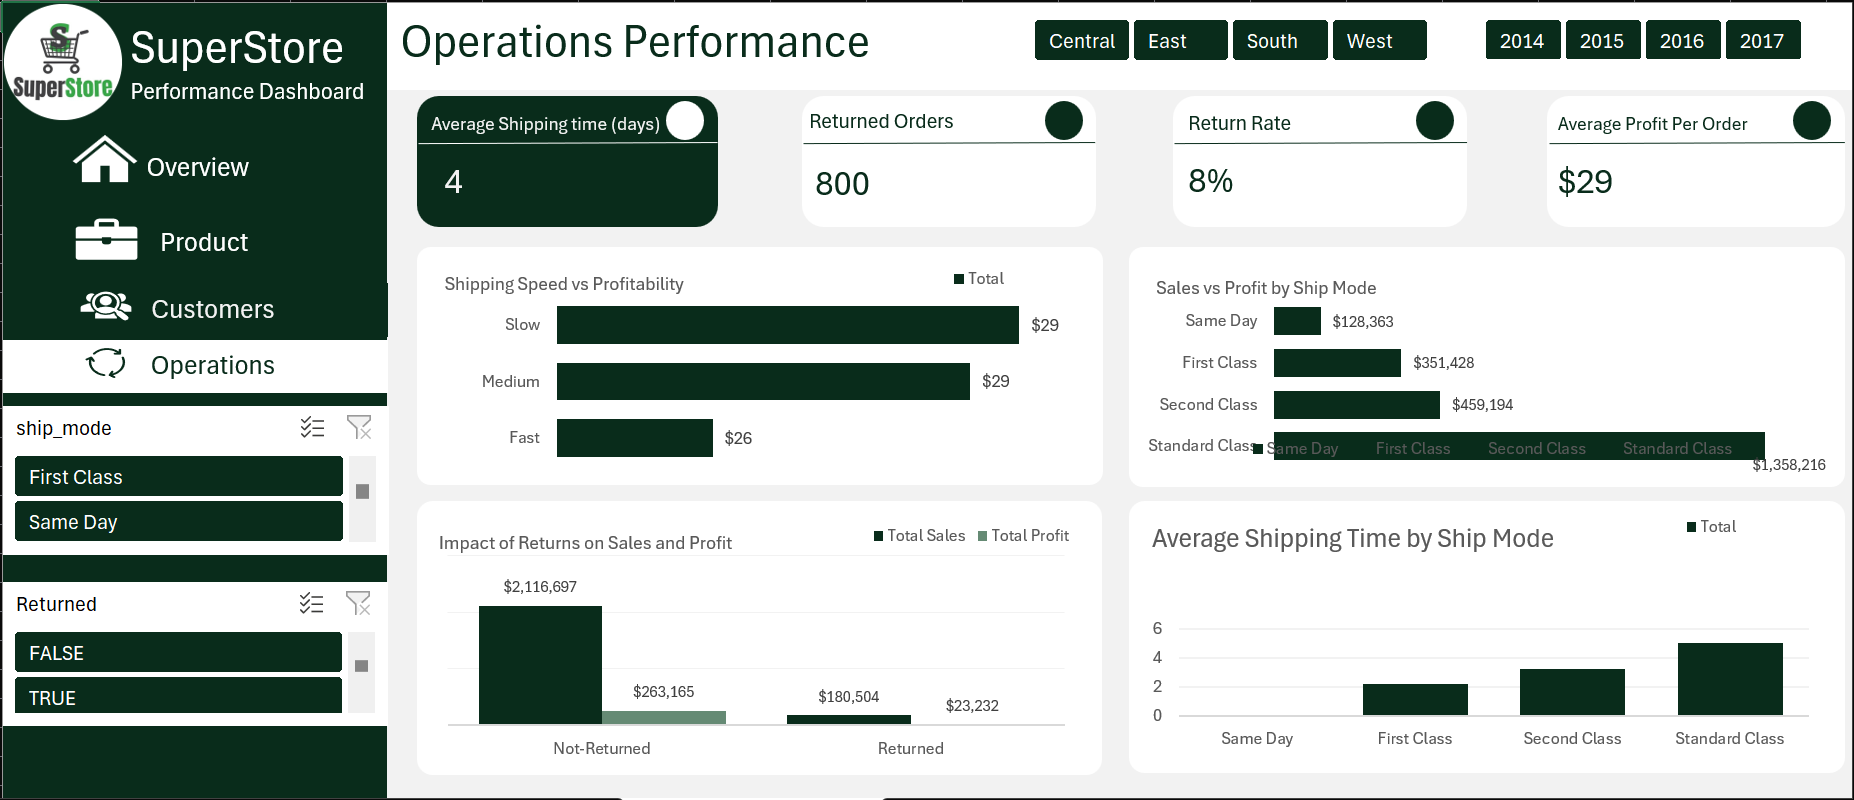 SuperStore
SuperStore
Performance Dashboard
Overview
Product
Customers
Operations
ship_mode
First Class
Same Day
Returned
FALSE
TRUE
Operations Performance
Central East South West
2014 2015 2016 2017
Average Shipping time (days)
4
Returned Orders
800
Return Rate
8%
Average Profit Per Order
$29
Shipping Speed vs Profitability
Total
Slow $29
Medium $29
Fast $26
Sales vs Profit by Ship Mode
Same Day $128,363
First Class $351,428
Second Class $459,194
Standard Class $1,358,216
Same Day First Class Second Class Standard Class
Impact of Returns on Sales and Profit
Total Sales Total Profit
$2,116,697
$263,165
$180,504
$23,232
Not-Returned Returned
Average Shipping Time by Ship Mode
Total
6
4
2
0
Same Day First Class Second Class Standard Class